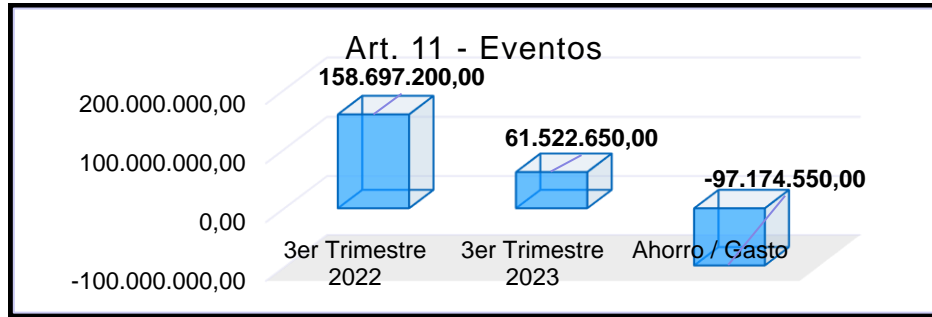 Art. 11 - Eventos
158.697.200,00
61.522.650,00
-97.174.550,00
200.000.000,00
100.000.000,00
0,00
-100.000.000,00
3er Trimestre
2022
3er Trimestre
2023
Ahorro / Gasto